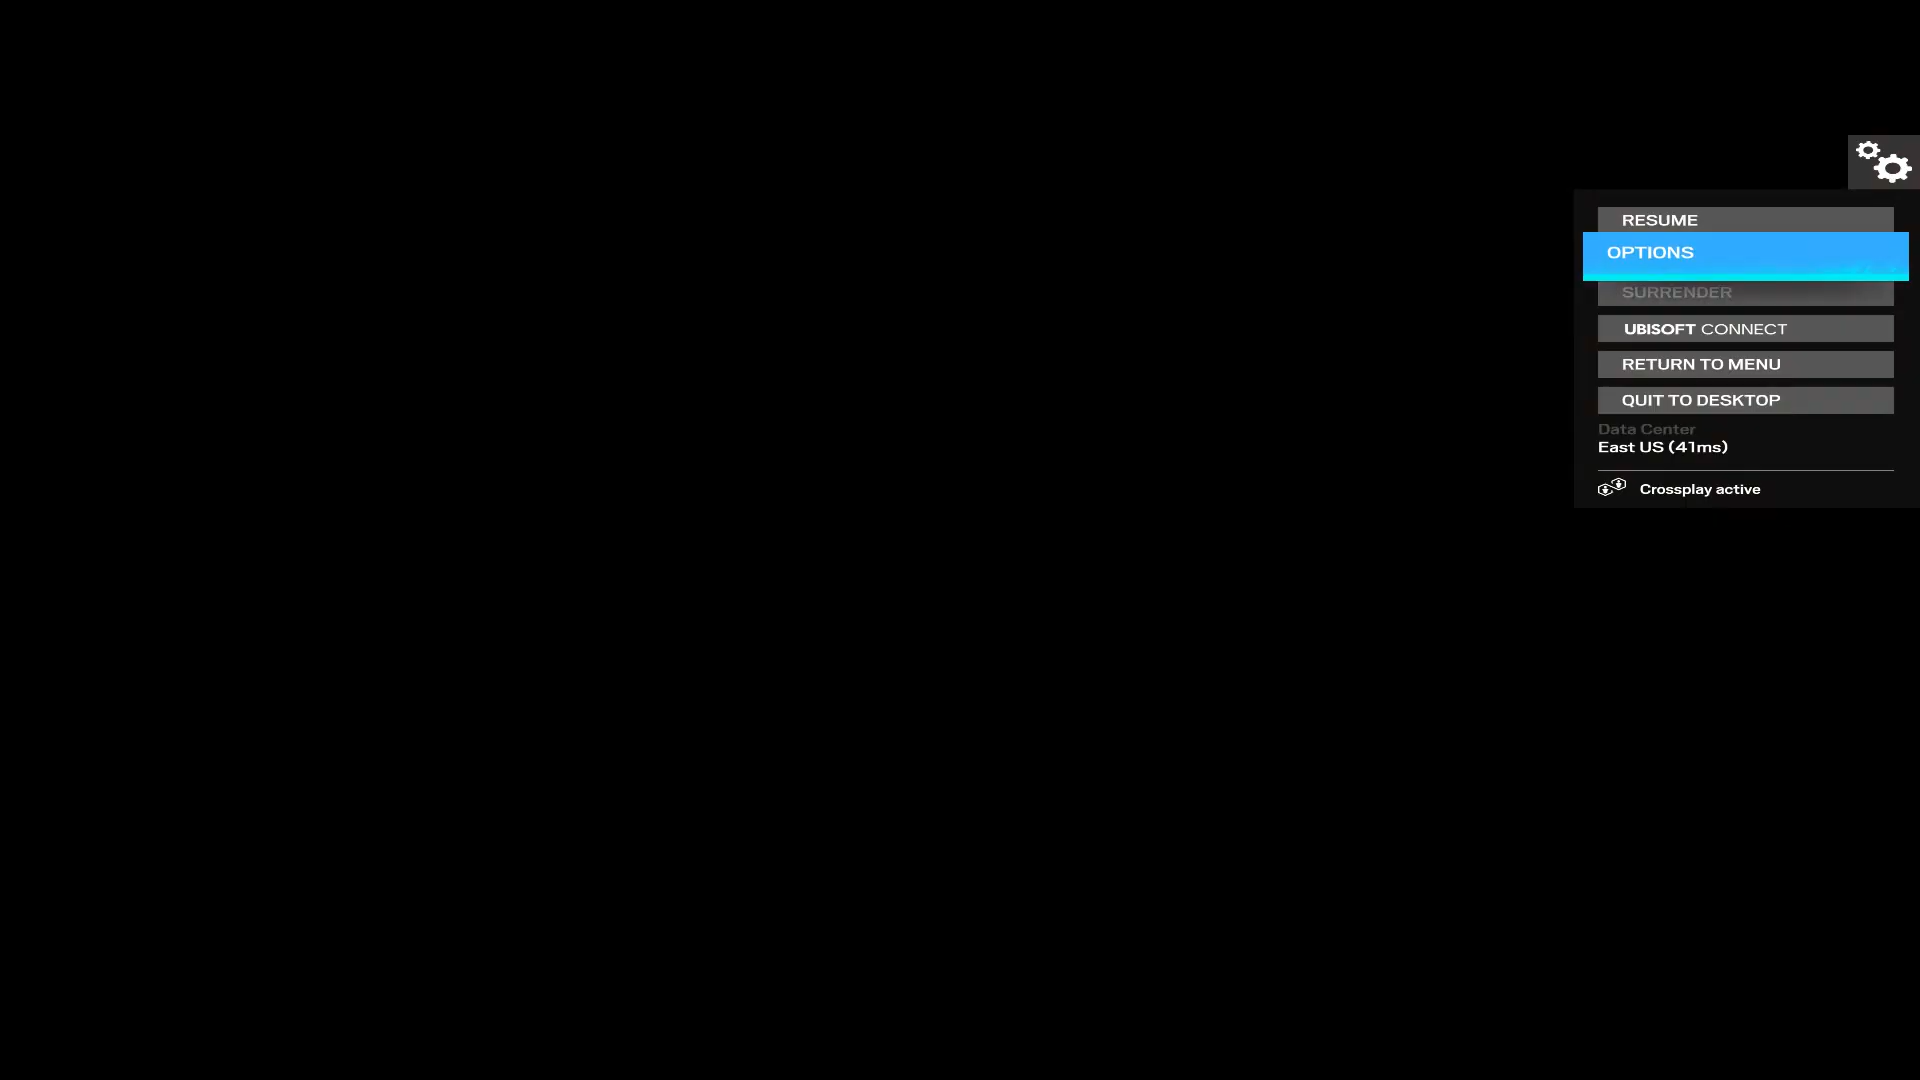 RESUME
OPTIONS
SURRENDER
UBISOFT CONNECT
RETURN TO MENU
QUIT TO DESKTOP
Data Center
East US (41ms)
Crossplay active